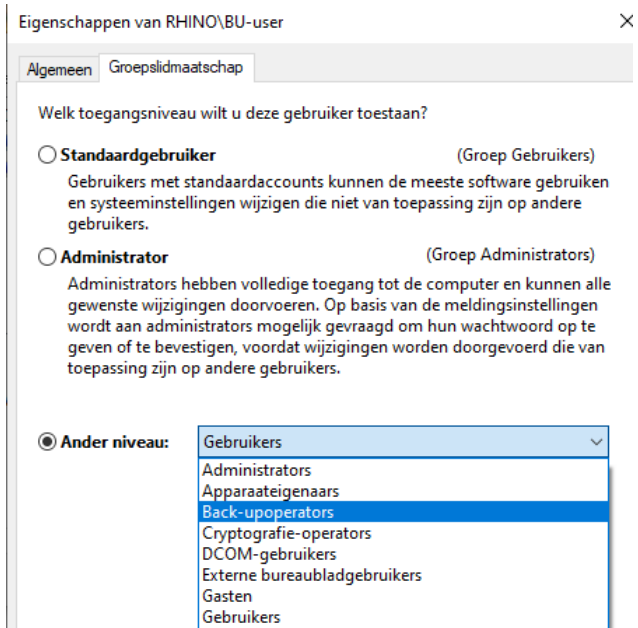 Eigenschappen van RHINO\BU-user
Algemeen Groepslidmaatschap
Welk toegangsniveau wilt u deze gebruiker toestaan?
Standaardgebruiker (Groep Gebruikers)
Gebruikers met standaardaccounts kunnen de meeste software gebruiken
en systeeminstellingen wijzigen die niet van toepassing zijn op andere
gebruikers.
Administrator (Groep Administrators)
Administrators hebben volledige toegang tot de computer en kunnen alle
gewenste wijzigingen doorvoeren. Op basis van de meldingsinstellingen
wordt aan administrators mogelijk gevraagd om hun wachtwoord op te
geven of te bevestigen, voordat wijzigingen worden doorgevoerd die van
toepassing zijn op andere gebruikers.
Ander niveau: Gebruikers
Administrators
Apparaateigenaars
Back-upoperators
Cryptografie-operators
DCOM-gebruikers
Externe bureaubladgebruikers
Gasten
Gebruikers